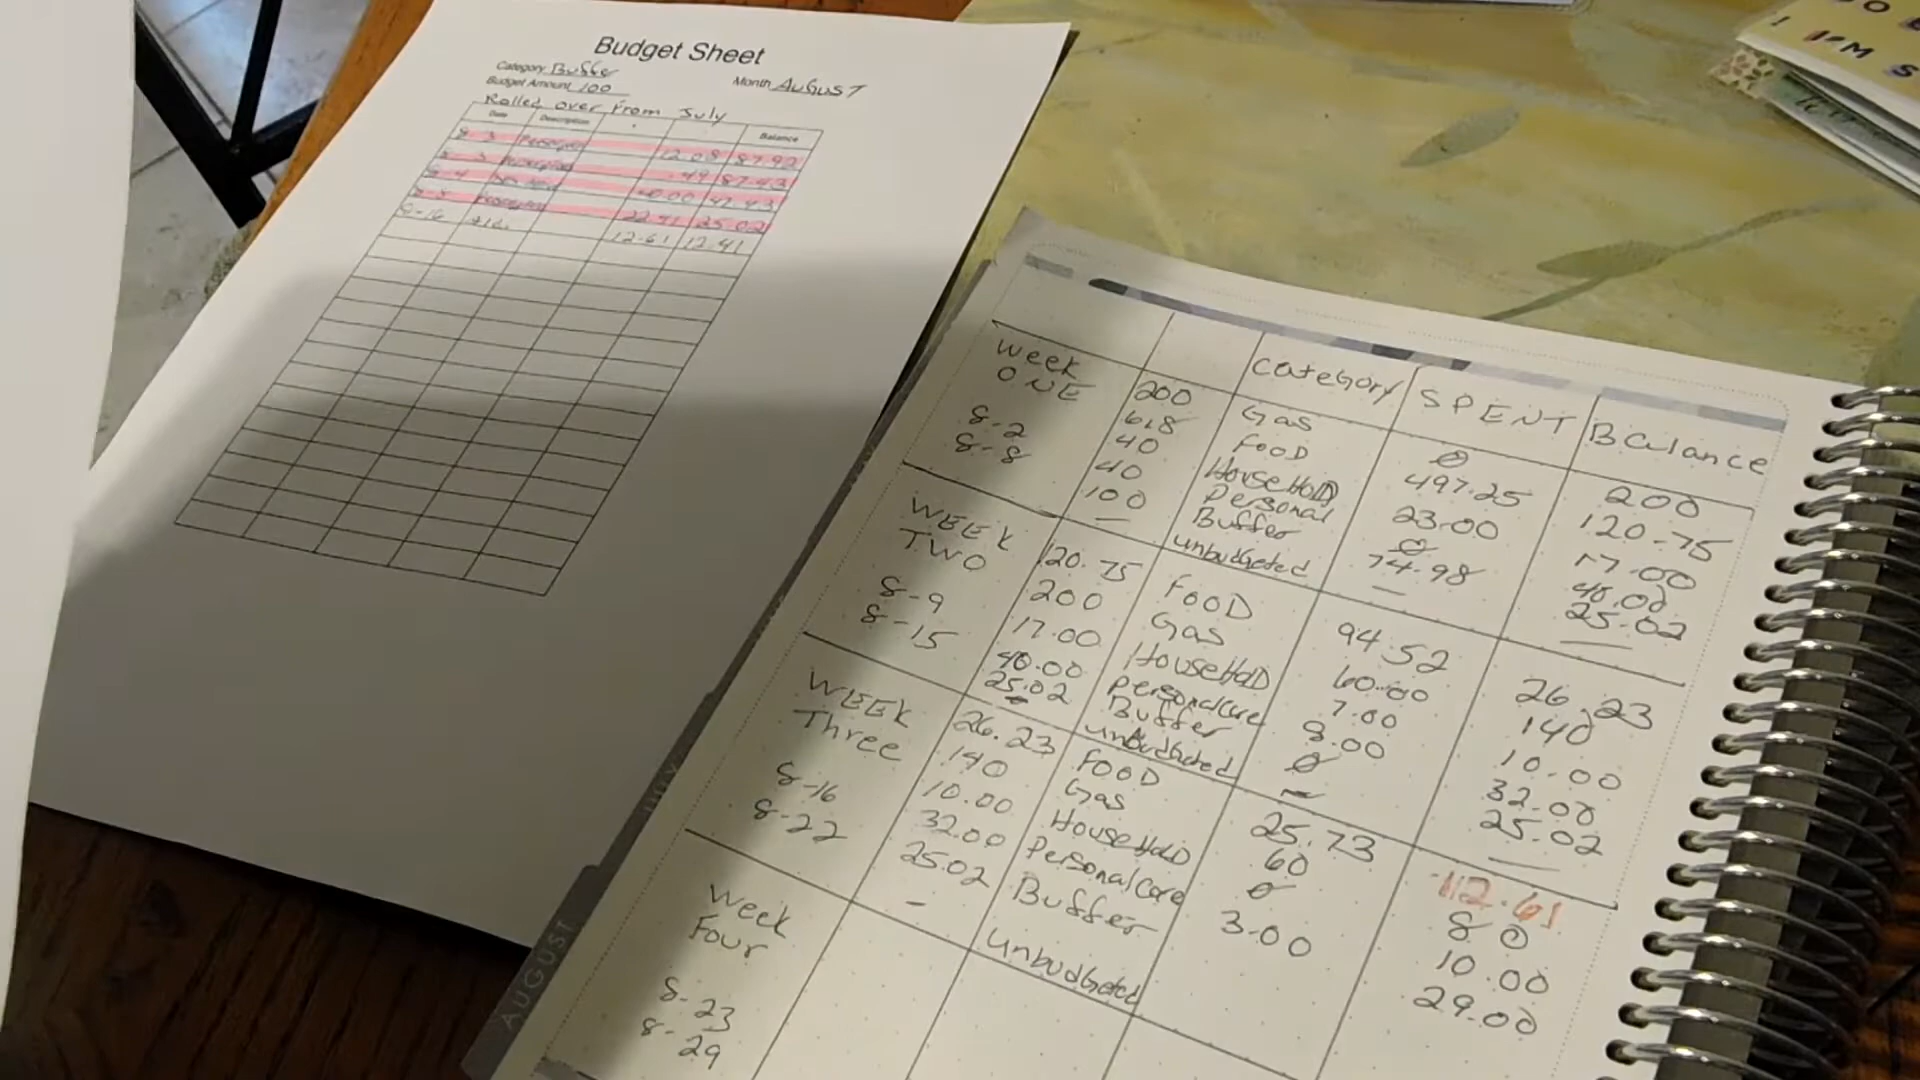 Budget Sheet
Category Buffer
Month AUGUST
Budget Amount 100
Rolled over From July
Date Description Balance
8-3 12.08 87.92
8-3 .49 87.43
8-4 40.00 47.43
8-5 22.41 25.02
8-16 12.61 12.41
Category SPENT Balance
Week ONE 8-2 8-8
200 Gas 0 200
618 FOOD 497.25 120.75
40 HouseHolD 23.00 17.00
40 Personal 0 40.00
100 Buffer 74.98 25.02
— unbudgeted — —
WEEK TWO 8-9 8-15
120.75 FOOD 94.52 26.23
200 Gas 60.00 140
17.00 HouseHolD 7.00 10.00
40.00 Personalcare 8.00 32.00
25.02 Buffer 0 25.02
unbudgeted — —
WEEK Three 8-16 8-22
26.23 FOOD 25.73
140 Gas 60 80
10.00 HouseHolD 0 10.00
32.00 Personalcare 3.00 29.00
25.02 Buffer
— unbudgeted
Week Four 8-23 8-29
AUGUST